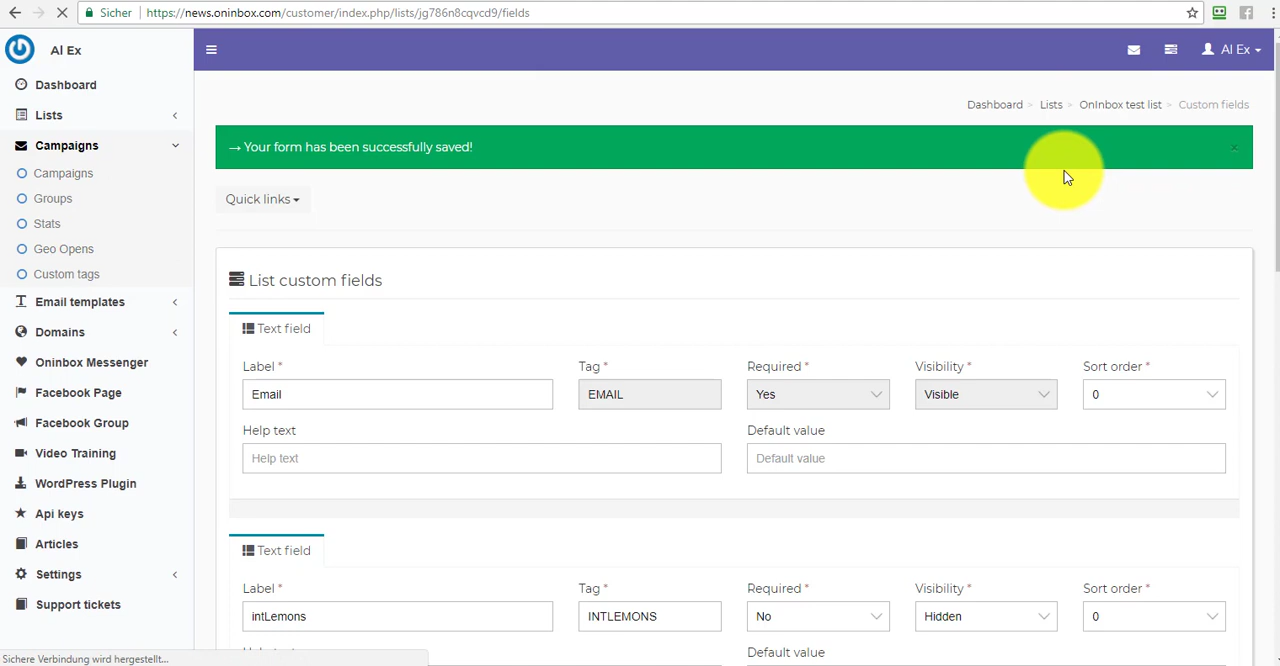 Sicher https://news.oninbox.com/customer/index.php/lists/jg786n8cqvcd9/fields
Al Ex
Al Ex
Dashboard
Lists
Campaigns
Campaigns
Groups
Stats
Geo Opens
Custom tags
Email templates
Domains
Oninbox Messenger
Facebook Page
Facebook Group
Video Training
WordPress Plugin
Api keys
Articles
Settings
Support tickets
Dashboard > Lists > OnInbox test list > Custom fields
→ Your form has been successfully saved! ×
Quick links
List custom fields
Text field
Label * Tag * Required * Visibility * Sort order *
Email EMAIL Yes Visible 0
Help text Default value
Help text Default value
Text field
Label * Tag * Required * Visibility * Sort order *
intLemons INTLEMONS No Hidden 0
Default value
Sichere Verbindung wird hergestellt...